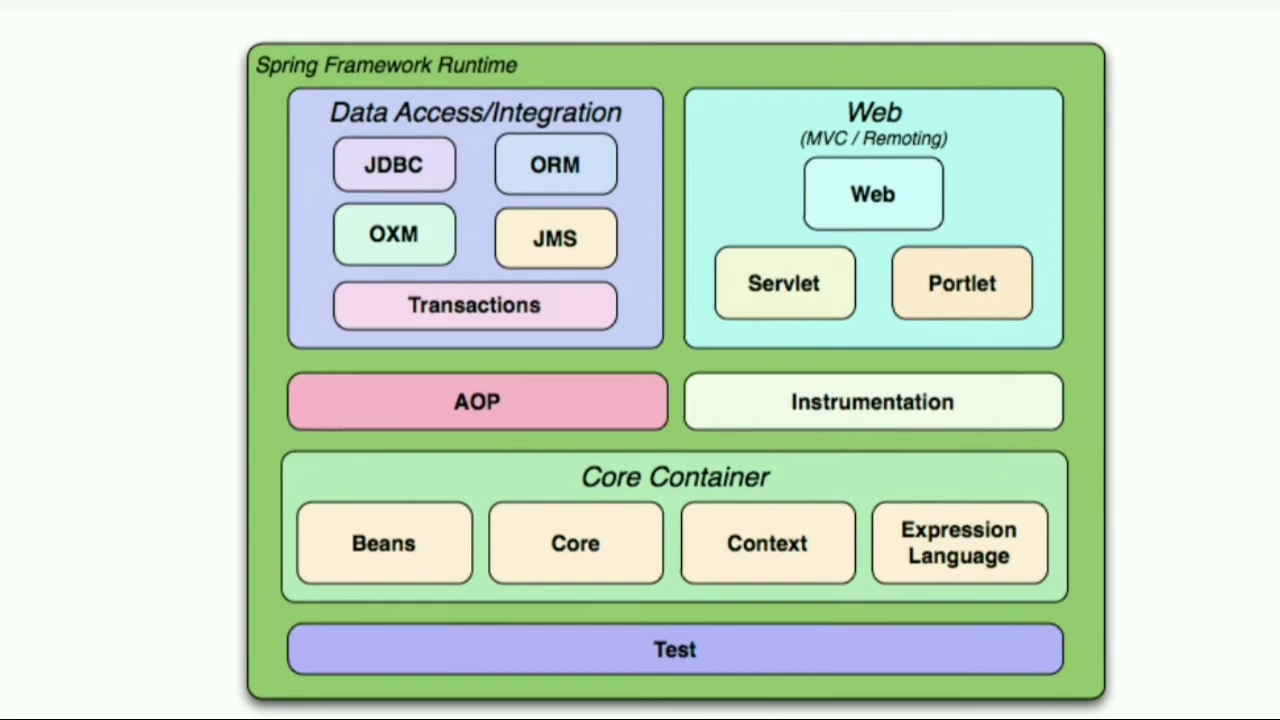 Spring Framework Runtime
Data Access/Integration
JDBC
ORM
OXM
JMS
Transactions
Web
(MVC / Remoting)
Web
Servlet
Portlet
AOP
Instrumentation
Core Container
Beans
Core
Context
Expression
Language
Test